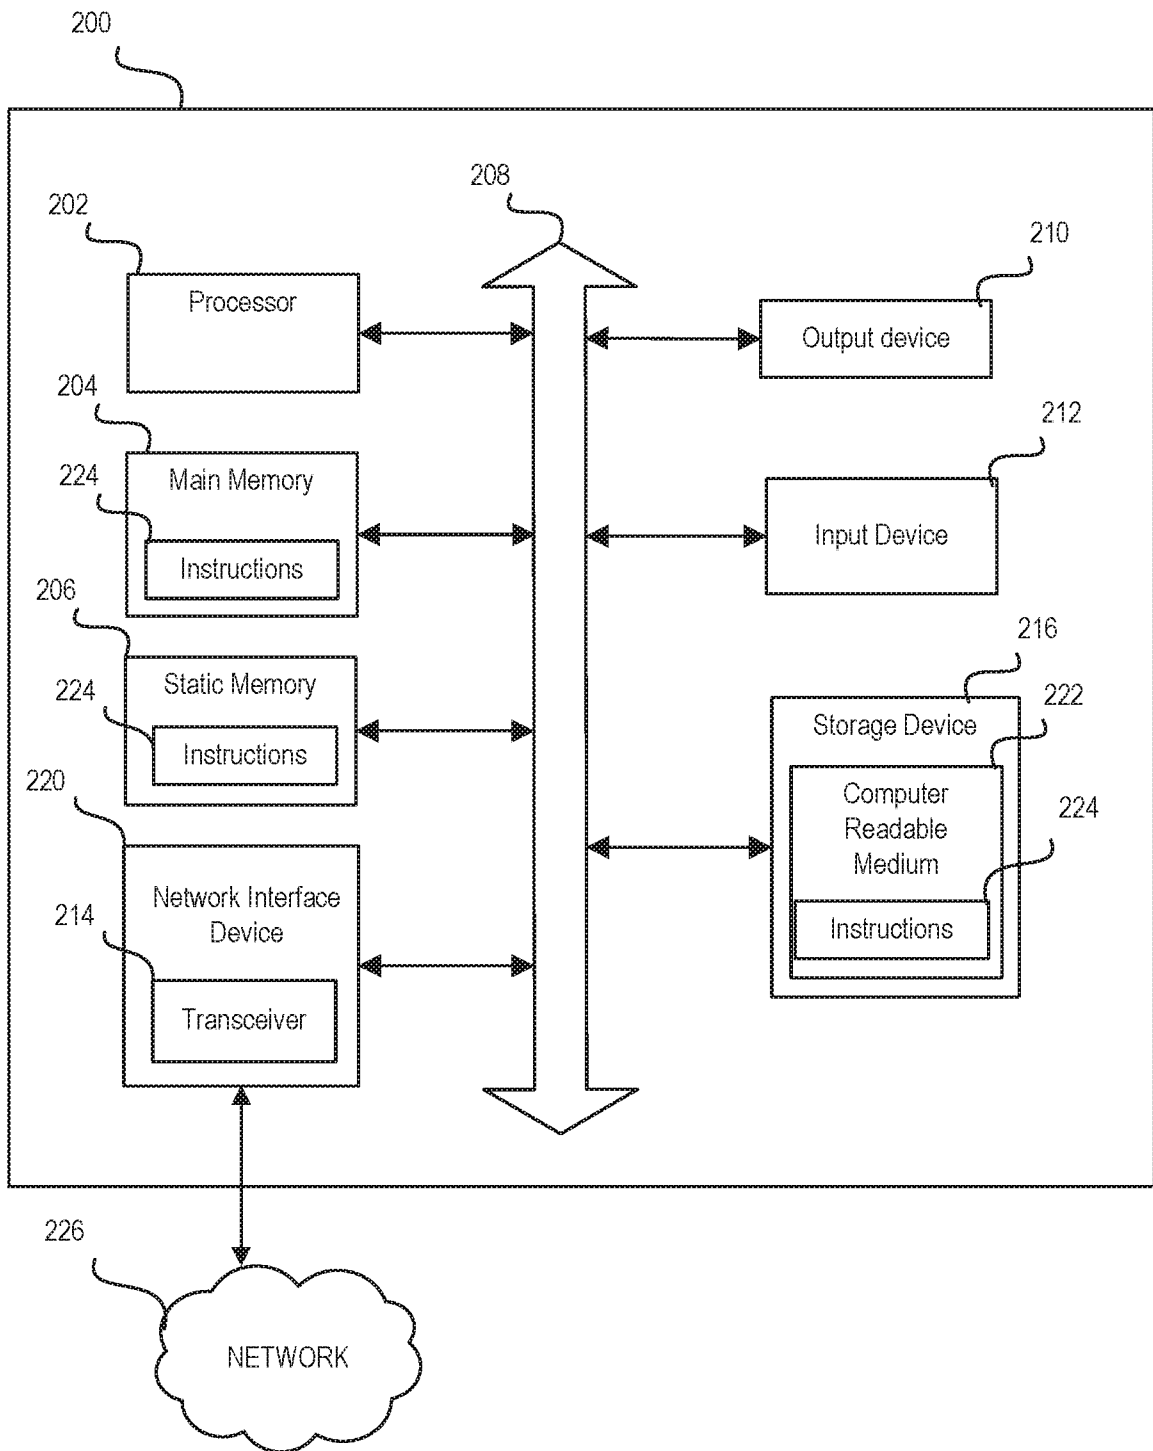 200
202
208
210
Processor
Output device
204
212
224
Main Memory
Instructions
Input Device
206
216
224
Static Memory
222
Storage Device
Instructions
220
Computer
Readable
Medium
224
Network Interface
Device
214
Instructions
Transceiver
226
NETWORK